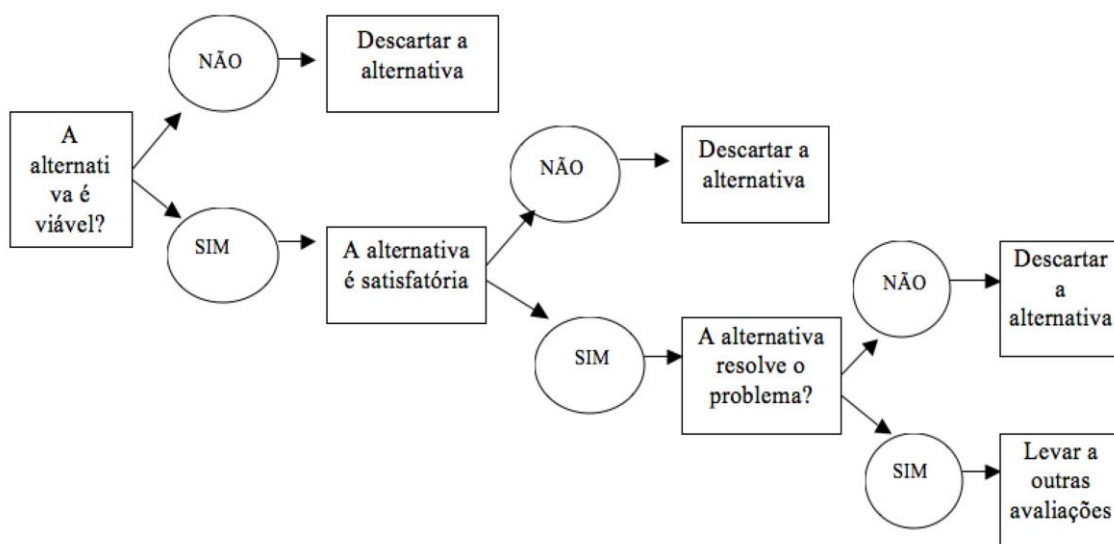 NÃO
Descartar a
alternativa
A
alternati
va é
viável?
SIM
A alternativa
é satisfatória
NÃO
Descartar a
alternativa
SIM
A alternativa
resolve o
problema?
NÃO
Descartar
a
alternativa
SIM
Levar a
outras
avaliações